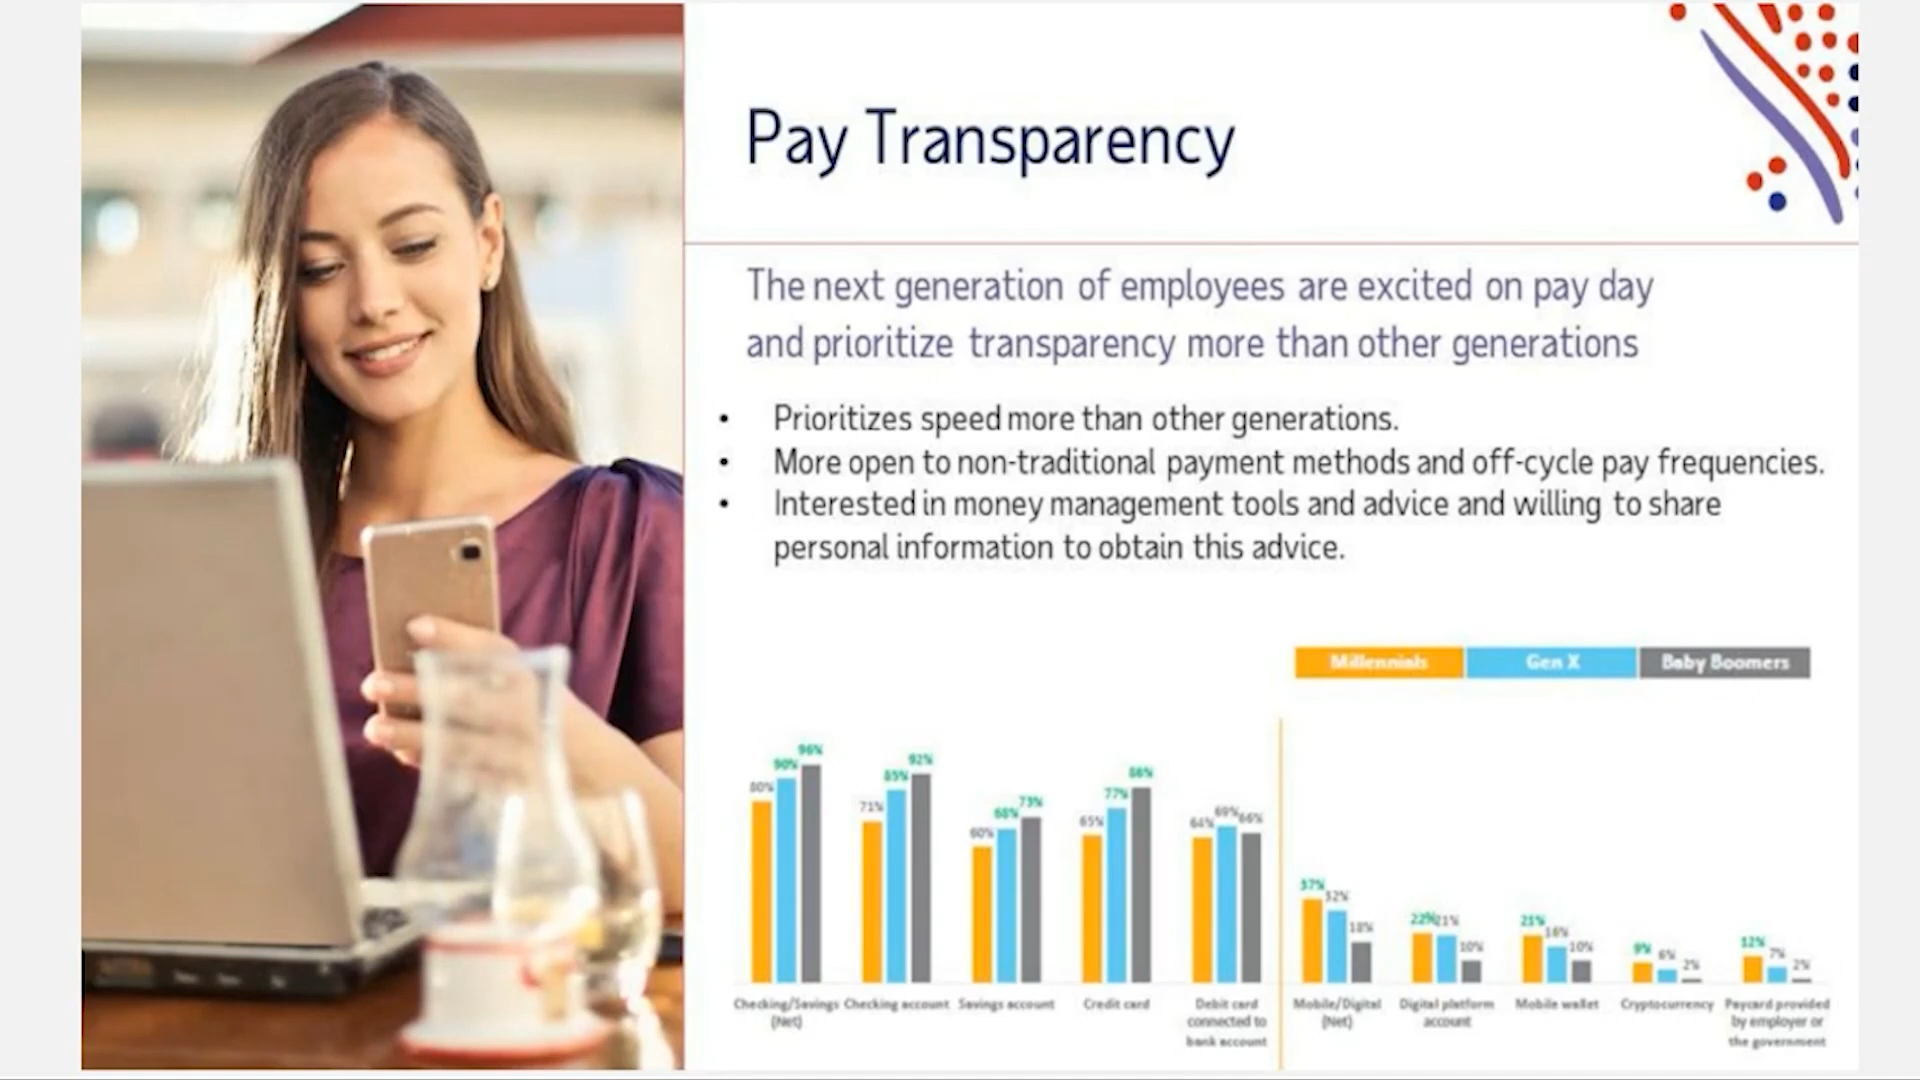 Pay Transparency
The next generation of employees are excited on pay day
and prioritize transparency more than other generations
• Prioritizes speed more than other generations.
• More open to non-traditional payment methods and off-cycle pay frequencies.
• Interested in money management tools and advice and willing to share
personal information to obtain this advice.
Millennials Gen X Baby Boomers
80% 90% 96%
71% 85% 92%
60% 68% 73%
65% 77% 86%
64% 69% 66%
37% 32% 18%
22% 21% 10%
21% 16% 10%
9% 6% 2%
12% 7% 2%
Checking/Savings
(Net)
Checking account
Savings account
Credit card
Debit card
connected to
bank account
Mobile/Digital
(Net)
Digital platform
account
Mobile wallet
Cryptocurrency
Paycard provided
by employer or
the government